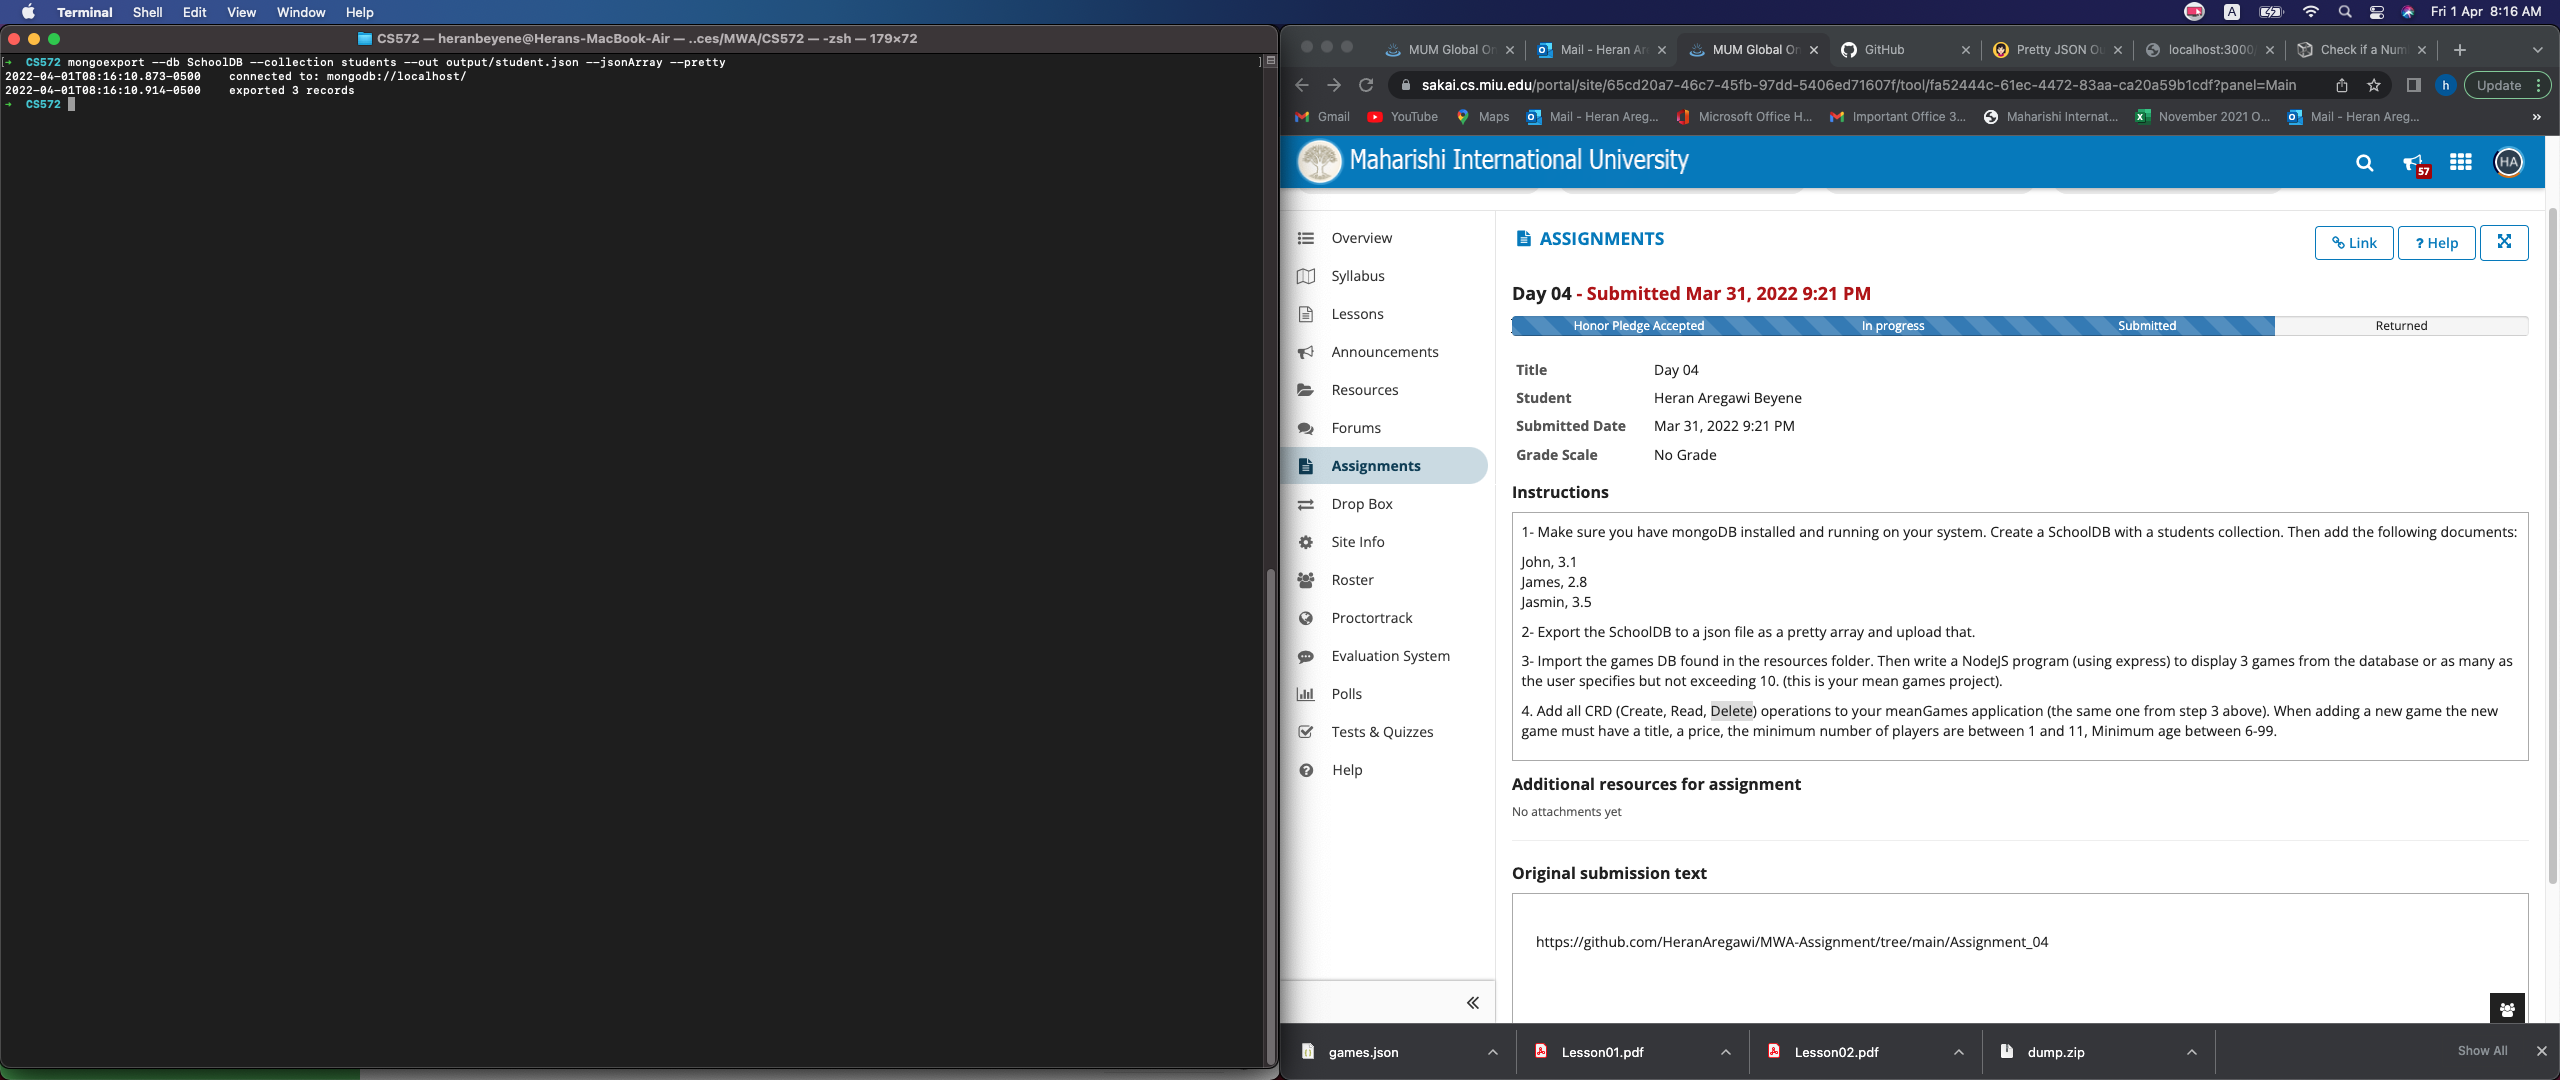 Terminal Shell Edit View Window Help
A Fri 1 Apr 8:16 AM
CS572 — heranbeyene@Herans-MacBook-Air — ..ces/MWA/CS572 — -zsh — 179×72
→ CS572 mongoexport --db SchoolDB --collection students --out output/student.json --jsonArray --pretty
2022-04-01T08:16:10.873-0500 connected to: mongodb://localhost/
2022-04-01T08:16:10.914-0500 exported 3 records
→ CS572
MUM Global On
Mail - Heran Ar
MUM Global On
GitHub
Pretty JSON Ou
localhost:3000/
Check if a Num
sakai.cs.miu.edu/portal/site/65cd20a7-46c7-45fb-97dd-5406ed71607f/tool/fa52444c-61ec-4472-83aa-ca20a59b1cdf?panel=Main
h
Update
Gmail
YouTube
Maps
Mail - Heran Areg...
Microsoft Office H...
Important Office 3...
Maharishi Internat...
November 2021 O...
Mail - Heran Areg...
»
Maharishi International University
57
HA
Overview
Syllabus
Lessons
Announcements
Resources
Forums
Assignments
Drop Box
Site Info
Roster
Proctortrack
Evaluation System
Polls
Tests & Quizzes
Help
ASSIGNMENTS
Link
? Help
Day 04 - Submitted Mar 31, 2022 9:21 PM
Honor Pledge Accepted In progress Submitted Returned
Title Day 04
Student Heran Aregawi Beyene
Submitted Date Mar 31, 2022 9:21 PM
Grade Scale No Grade
Instructions
1- Make sure you have mongoDB installed and running on your system. Create a SchoolDB with a students collection. Then add the following documents:
John, 3.1
James, 2.8
Jasmin, 3.5
2- Export the SchoolDB to a json file as a pretty array and upload that.
3- Import the games DB found in the resources folder. Then write a NodeJS program (using express) to display 3 games from the database or as many as
the user specifies but not exceeding 10. (this is your mean games project).
4. Add all CRD (Create, Read, Delete) operations to your meanGames application (the same one from step 3 above). When adding a new game the new
game must have a title, a price, the minimum number of players are between 1 and 11, Minimum age between 6-99.
Additional resources for assignment
No attachments yet
Original submission text
https://github.com/HeranAregawi/MWA-Assignment/tree/main/Assignment_04
games.json
Lesson01.pdf
Lesson02.pdf
dump.zip
Show All